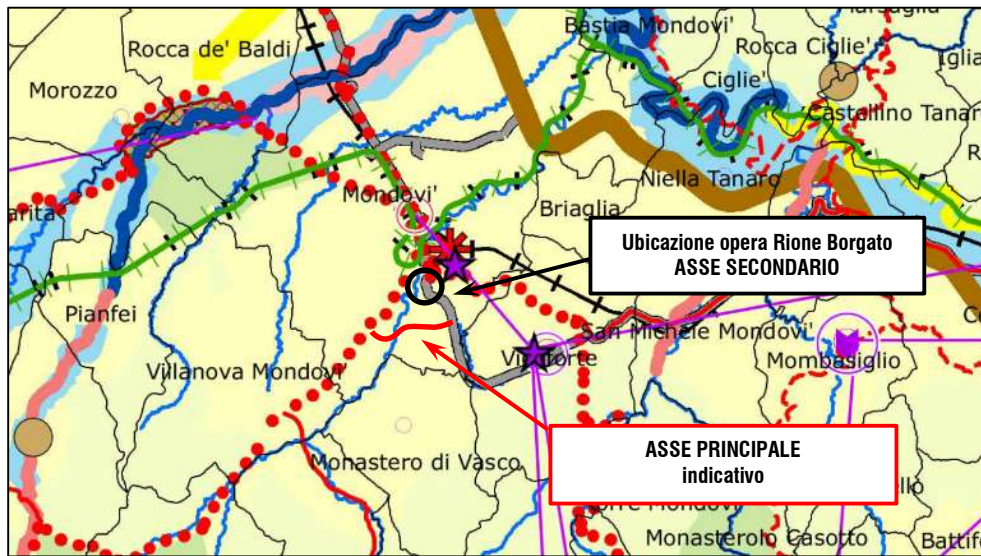 Bastia Mondovi'
Rocca de' Baldi
Rocca Ciglie'
Morozzo
Ciglie'
Castellino Tanaro
Niella Tanaro
Mondovi'
Briaglia
Ubicazione opera Rione Borgato
ASSE SECONDARIO
Pianfei
San Michele Mondovi'
Vicoforte
Mombasiglio
Villanova Mondovi'
ASSE PRINCIPALE
indicativo
Monastero di Vasco
Monasterolo Casotto